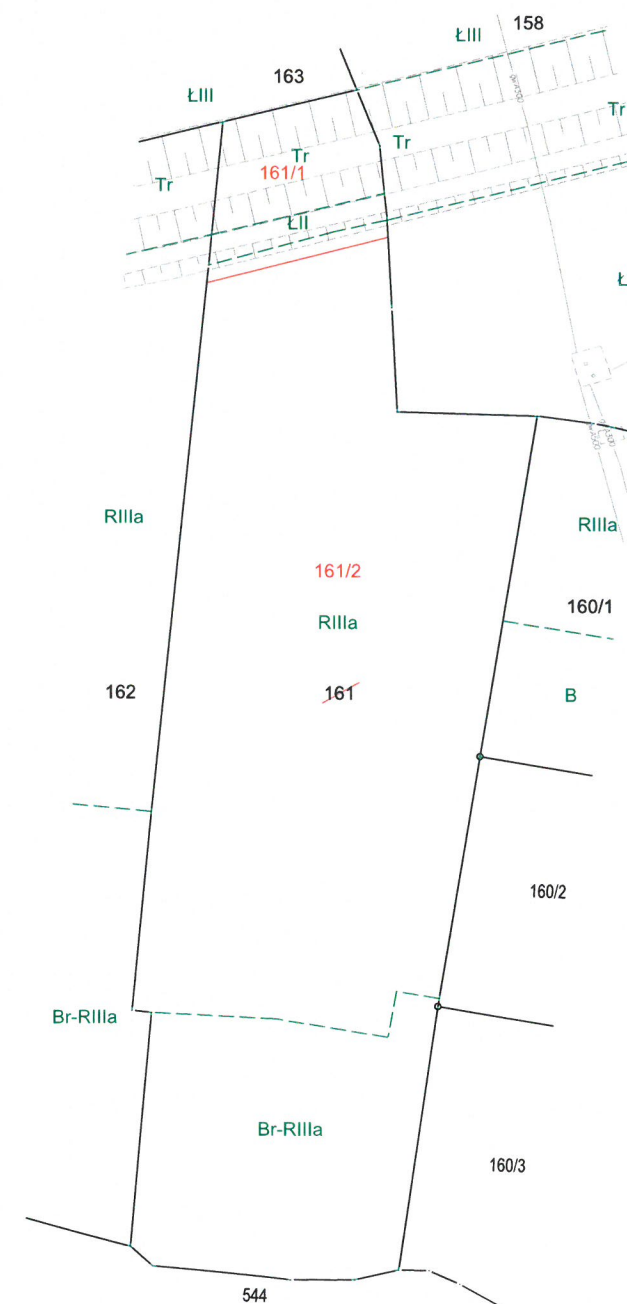 158
ŁIII
163
ŁIII
Tr
Tr
Tr
161/1
Tr
ŁII
RIIIa
RIIIa
161/2
160/1
RIIIa
162
161
B
160/2
Br-RIIIa
Br-RIIIa
160/3
544